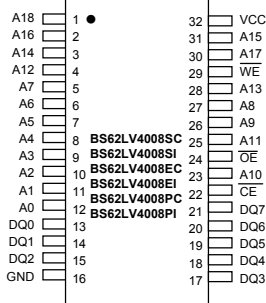 A18 1 32 VCC
A16 2 31 A15
A14 3 30 A17
A12 4 29 WE
A7 5 28 A13
A6 6 27 A8
A5 7 26 A9
A4 8 BS62LV4008SC 25 A11
A3 9 BS62LV4008SI 24 OE
A2 10 BS62LV4008EC 23 A10
A1 11 BS62LV4008EI 22 CE
A0 12 BS62LV4008PC 21 DQ7
DQ0 13 BS62LV4008PI 20 DQ6
DQ1 14 19 DQ5
DQ2 15 18 DQ4
GND 16 17 DQ3